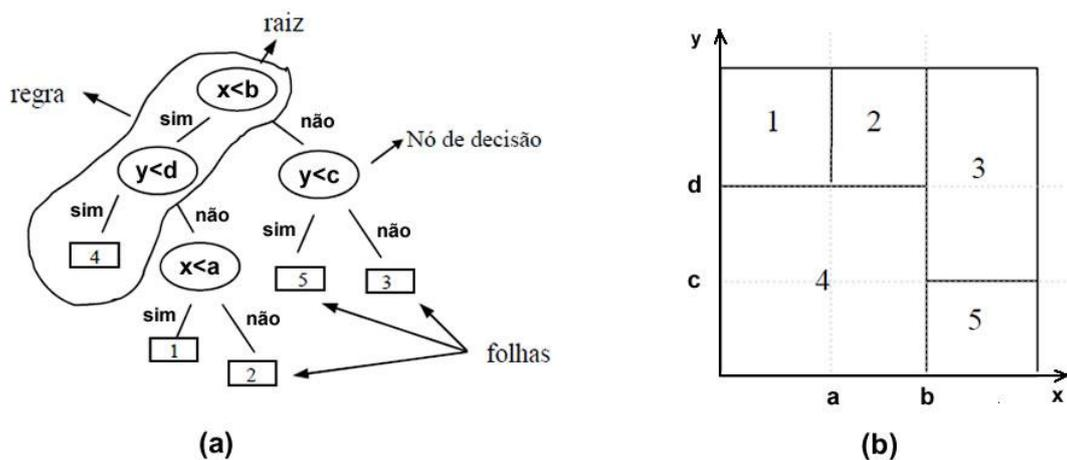 raiz
x<b
regra
sim
não
y<d
y<c
Nó de decisão
sim
não
sim
não
4
x<a
5
3
sim
não
1
2
folhas
(a)
y
1
2
3
d
c
4
5
a
b
x
(b)